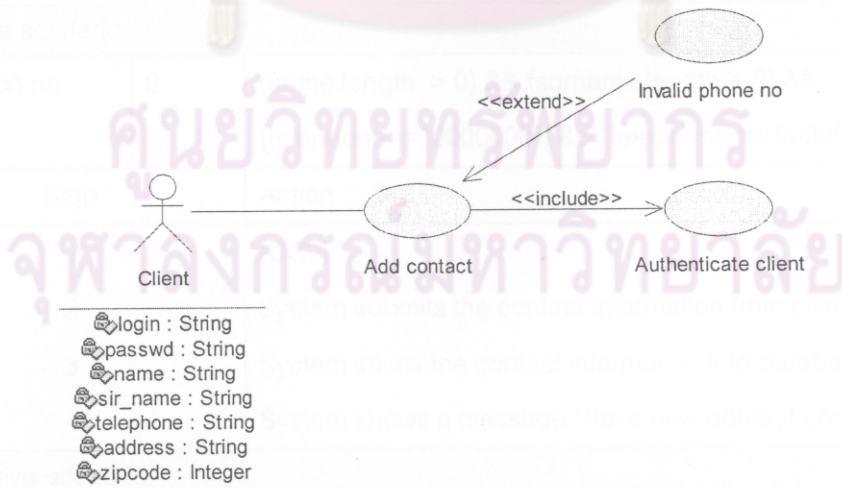 Invalid phone no
<<extend>>
ศูนย์วิทยทรัพยากร
<<include>>
Client
Add contact
Authenticate client
จุฬาลงกรณ์มหาวิทยาลัย
login : String
passwd : String
name : String
sir_name : String
telephone : String
address : String
zipcode : Integer